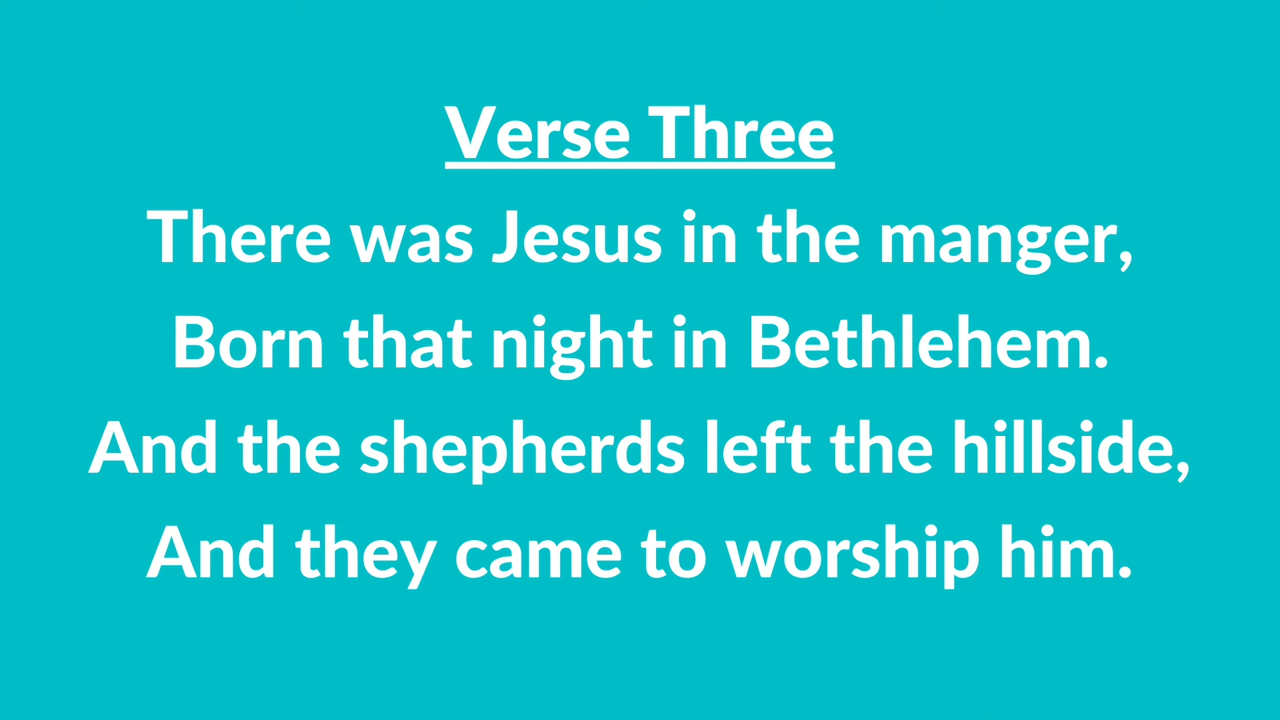 Verse Three
There was Jesus in the manger,
Born that night in Bethlehem.
And the shepherds left the hillside,
And they came to worship him.